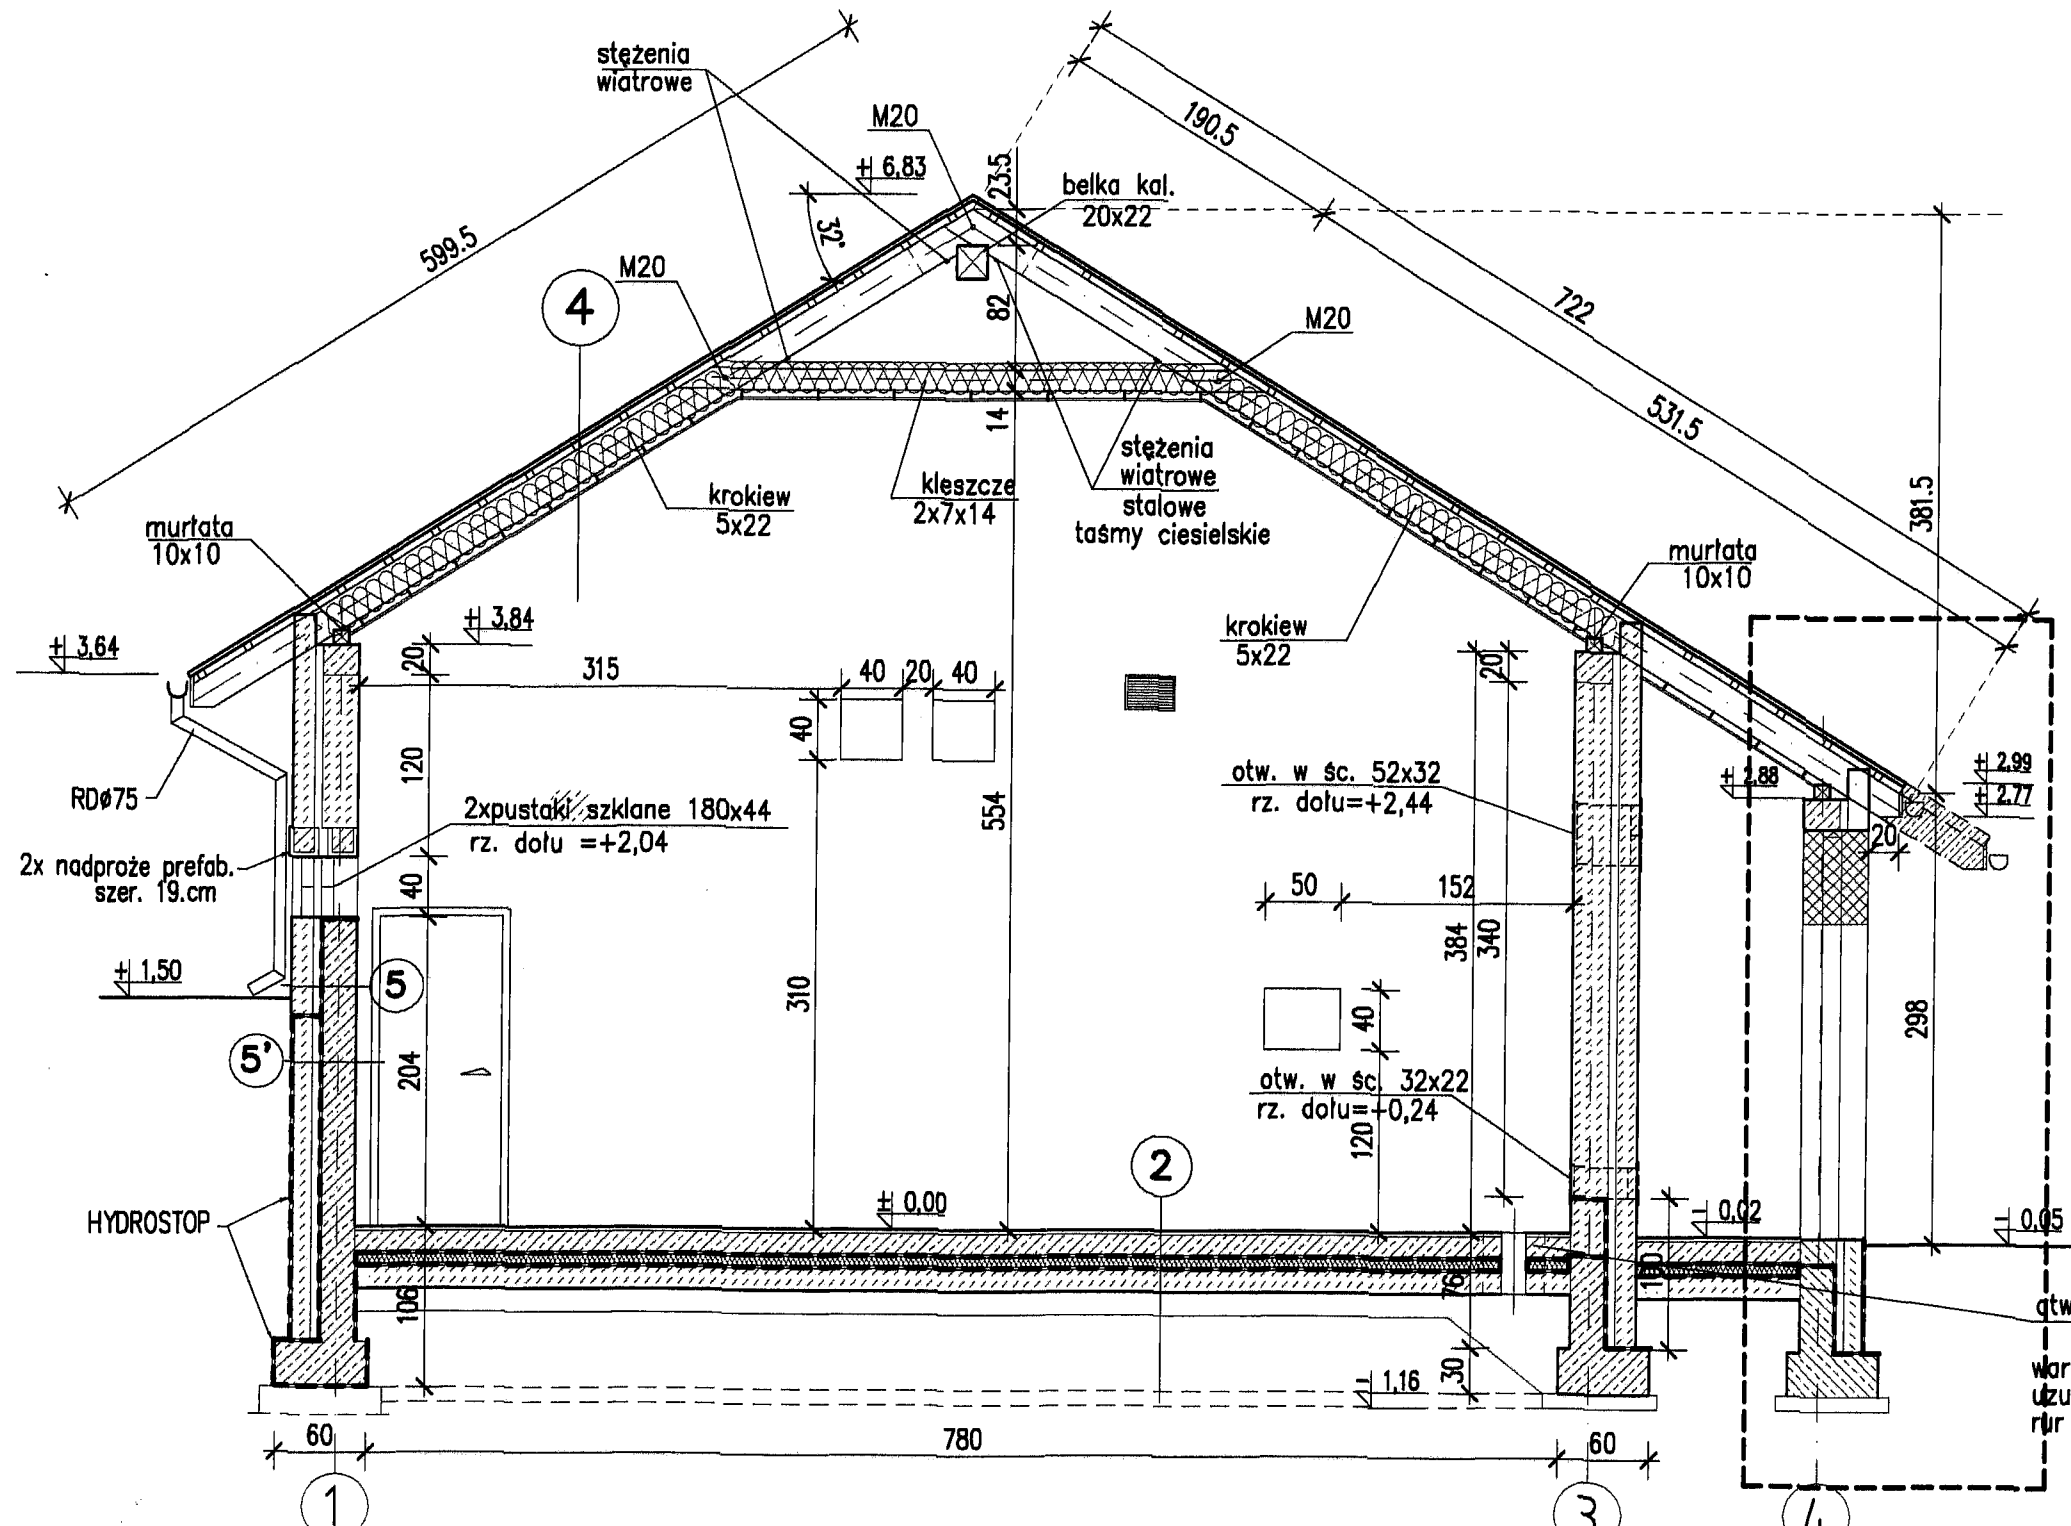 stężenia
wiatrowe
M20
± 6,83
23.5
belka kal.
20x22
190.5
599.5
32°
M20
4
82
M20
722
531.5
14
381.5
krokiew
5x22
kleszcze
2x7x14
stężenia
wiatrowe
stalowe
taśmy ciesielskie
murłata
10x10
murłata
10x10
± 3,84
± 3,64
20
315
40
20
40
krokiew
5x22
20
40
120
RDø75
2xpustaki szklane 180x44
rz. dołu =+2,04
554
otw. w śc. 52x32
rz. dołu=+2,44
± 2,88
± 2,99
± 2,77
20
2x nadproże prefab.
szer. 19.cm
40
50
152
384
340
± 1,50
5
310
40
298
5'
204
otw. w śc. 32x22
rz. dołu=+0,24
120
2
HYDROSTOP
± 0,00
− 0,02
− 0,05
106
76
100
otw
− 1,16
30
war
uzu
rur
60
780
60
1
3
4